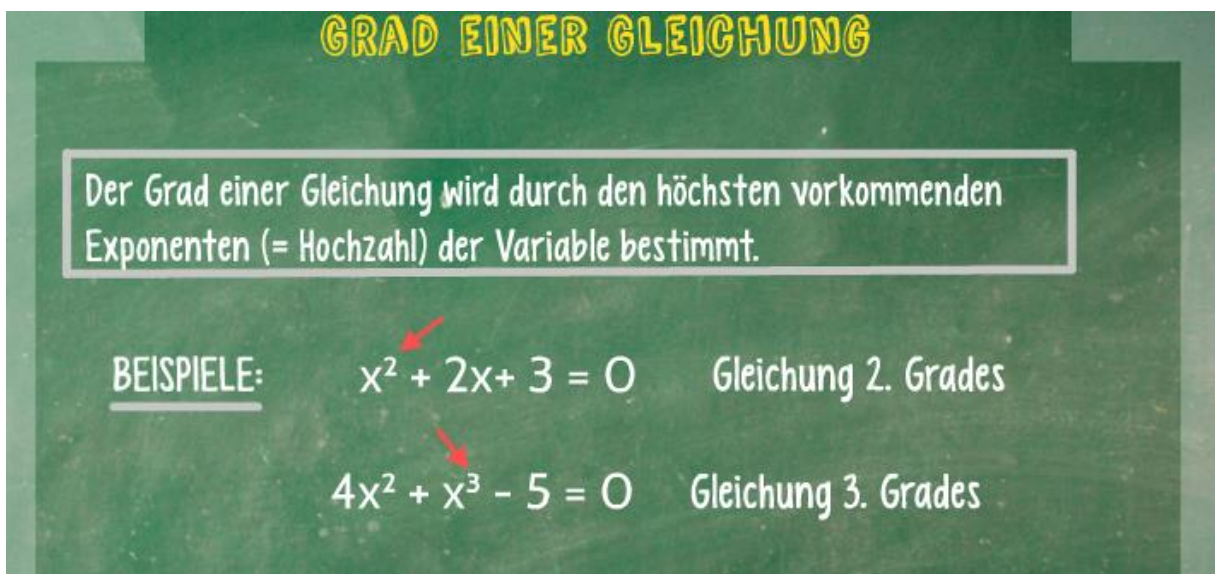 GRAD EINER GLEICHUNG
Der Grad einer Gleichung wird durch den höchsten vorkommenden
Exponenten (= Hochzahl) der Variable bestimmt.
BEISPIELE: x² + 2x+ 3 = 0 Gleichung 2. Grades
4x² + x³ - 5 = 0 Gleichung 3. Grades